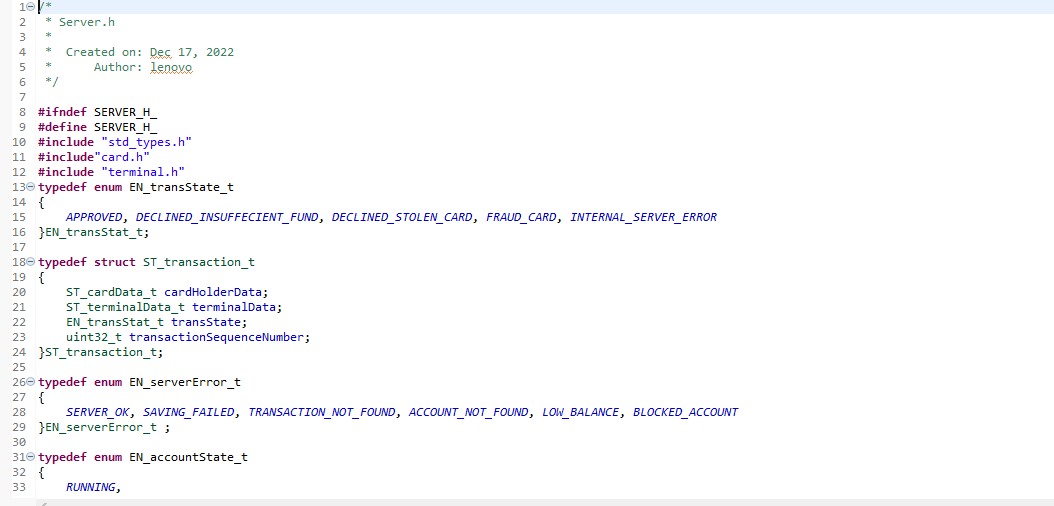 1 /*
2  * Server.h
3  *
4  *  Created on: Dec 17, 2022
5  *      Author: lenovo
6  */
7
8 #ifndef SERVER_H_
9 #define SERVER_H_
10 #include "std_types.h"
11 #include"card.h"
12 #include "terminal.h"
13 typedef enum EN_transState_t
14 {
15     APPROVED, DECLINED_INSUFFECIENT_FUND, DECLINED_STOLEN_CARD, FRAUD_CARD, INTERNAL_SERVER_ERROR
16 }EN_transStat_t;
17
18 typedef struct ST_transaction_t
19 {
20     ST_cardData_t cardHolderData;
21     ST_terminalData_t terminalData;
22     EN_transStat_t transState;
23     uint32_t transactionSequenceNumber;
24 }ST_transaction_t;
25
26 typedef enum EN_serverError_t
27 {
28     SERVER_OK, SAVING_FAILED, TRANSACTION_NOT_FOUND, ACCOUNT_NOT_FOUND, LOW_BALANCE, BLOCKED_ACCOUNT
29 }EN_serverError_t ;
30
31 typedef enum EN_accountState_t
32 {
33     RUNNING,